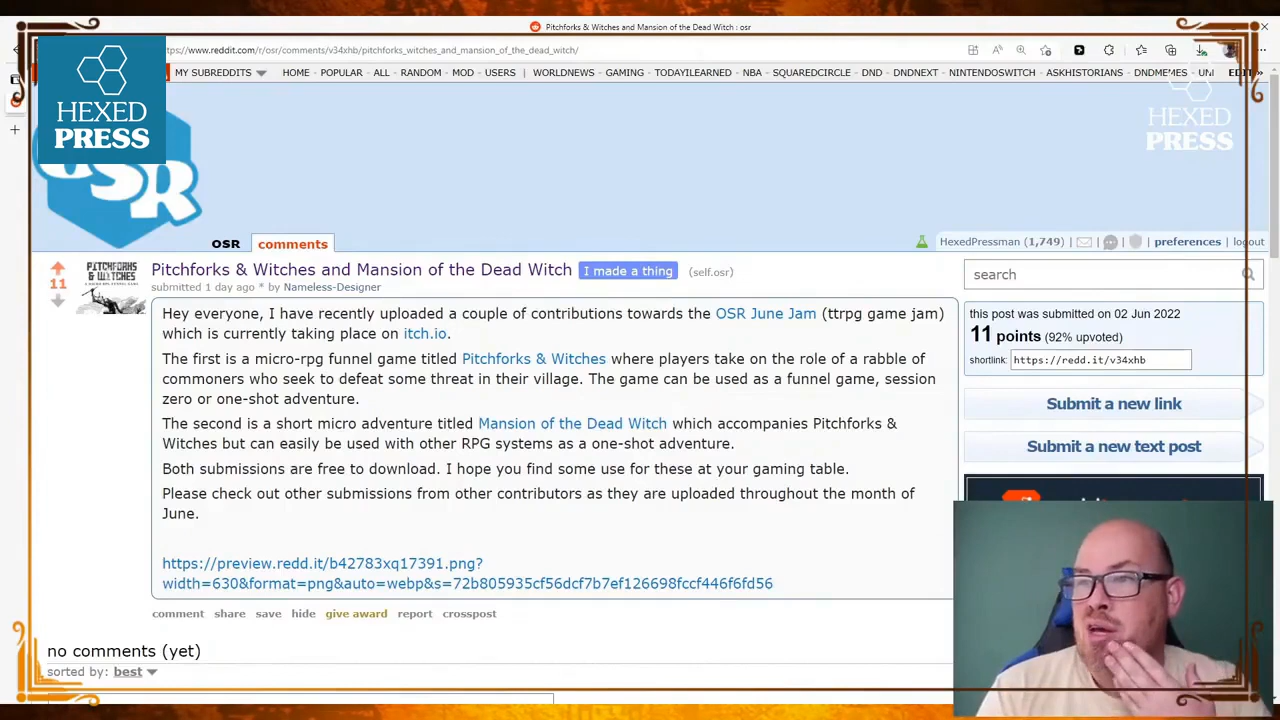 Pitchforks & Witches and Mansion of the Dead Witch : osr
https://www.reddit.com/r/osr/comments/v34xhb/pitchforks_witches_and_mansion_of_the_dead_witch/
MY SUBREDDITS HOME - POPULAR - ALL - RANDOM - MOD - USERS | WORLDNEWS - GAMING - TODAYILEARNED - NBA - SQUAREDCIRCLE - DND - DNDNEXT - NINTENDOSWITCH - ASKHISTORIANS - DNDMEMES - EDIT »
HEXED
PRESS
HEXED
PRESS
OSR
OSR comments
HexedPressman (1,749) | preferences | logout
11
PITCHFORKS
& WITCHES
Pitchforks & Witches and Mansion of the Dead Witch I made a thing (self.osr)
submitted 1 day ago * by Nameless-Designer
Hey everyone, I have recently uploaded a couple of contributions towards the OSR June Jam (ttrpg game jam)
which is currently taking place on itch.io.
The first is a micro-rpg funnel game titled Pitchforks & Witches where players take on the role of a rabble of
commoners who seek to defeat some threat in their village. The game can be used as a funnel game, session
zero or one-shot adventure.
The second is a short micro adventure titled Mansion of the Dead Witch which accompanies Pitchforks &
Witches but can easily be used with other RPG systems as a one-shot adventure.
Both submissions are free to download. I hope you find some use for these at your gaming table.
Please check out other submissions from other contributors as they are uploaded throughout the month of
June.
https://preview.redd.it/b42783xq17391.png?
width=630&format=png&auto=webp&s=72b805935cf56dcf7b7ef126698fccf446f6fd56
comment share save hide give award report crosspost
no comments (yet)
sorted by: best
search
this post was submitted on 02 Jun 2022
11 points (92% upvoted)
shortlink: https://redd.it/v34xhb
Submit a new link
Submit a new text post